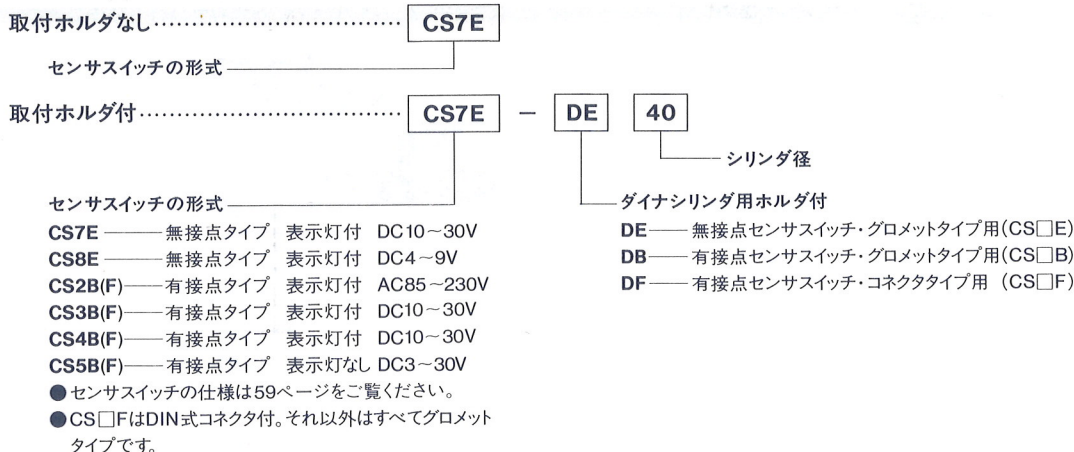 取付ホルダなし…………………………… CS7E
センサスイッチの形式
取付ホルダ付…………………………… CS7E － DE 40
シリンダ径
センサスイッチの形式
CS7E ―― 無接点タイプ 表示灯付 DC10～30V
CS8E ―― 無接点タイプ 表示灯付 DC4～9V
CS2B(F)―― 有接点タイプ 表示灯付 AC85～230V
CS3B(F)―― 有接点タイプ 表示灯付 DC10～30V
CS4B(F)―― 有接点タイプ 表示灯付 DC10～30V
CS5B(F)―― 有接点タイプ 表示灯なし DC3～30V
●センサスイッチの仕様は59ページをご覧ください。
●CS□FはDIN式コネクタ付。それ以外はすべてグロメット
タイプです。
ダイナシリンダ用ホルダ付
DE―― 無接点センサスイッチ・グロメットタイプ用(CS□E)
DB―― 有接点センサスイッチ・グロメットタイプ用(CS□B)
DF―― 有接点センサスイッチ・コネクタタイプ用 (CS□F)